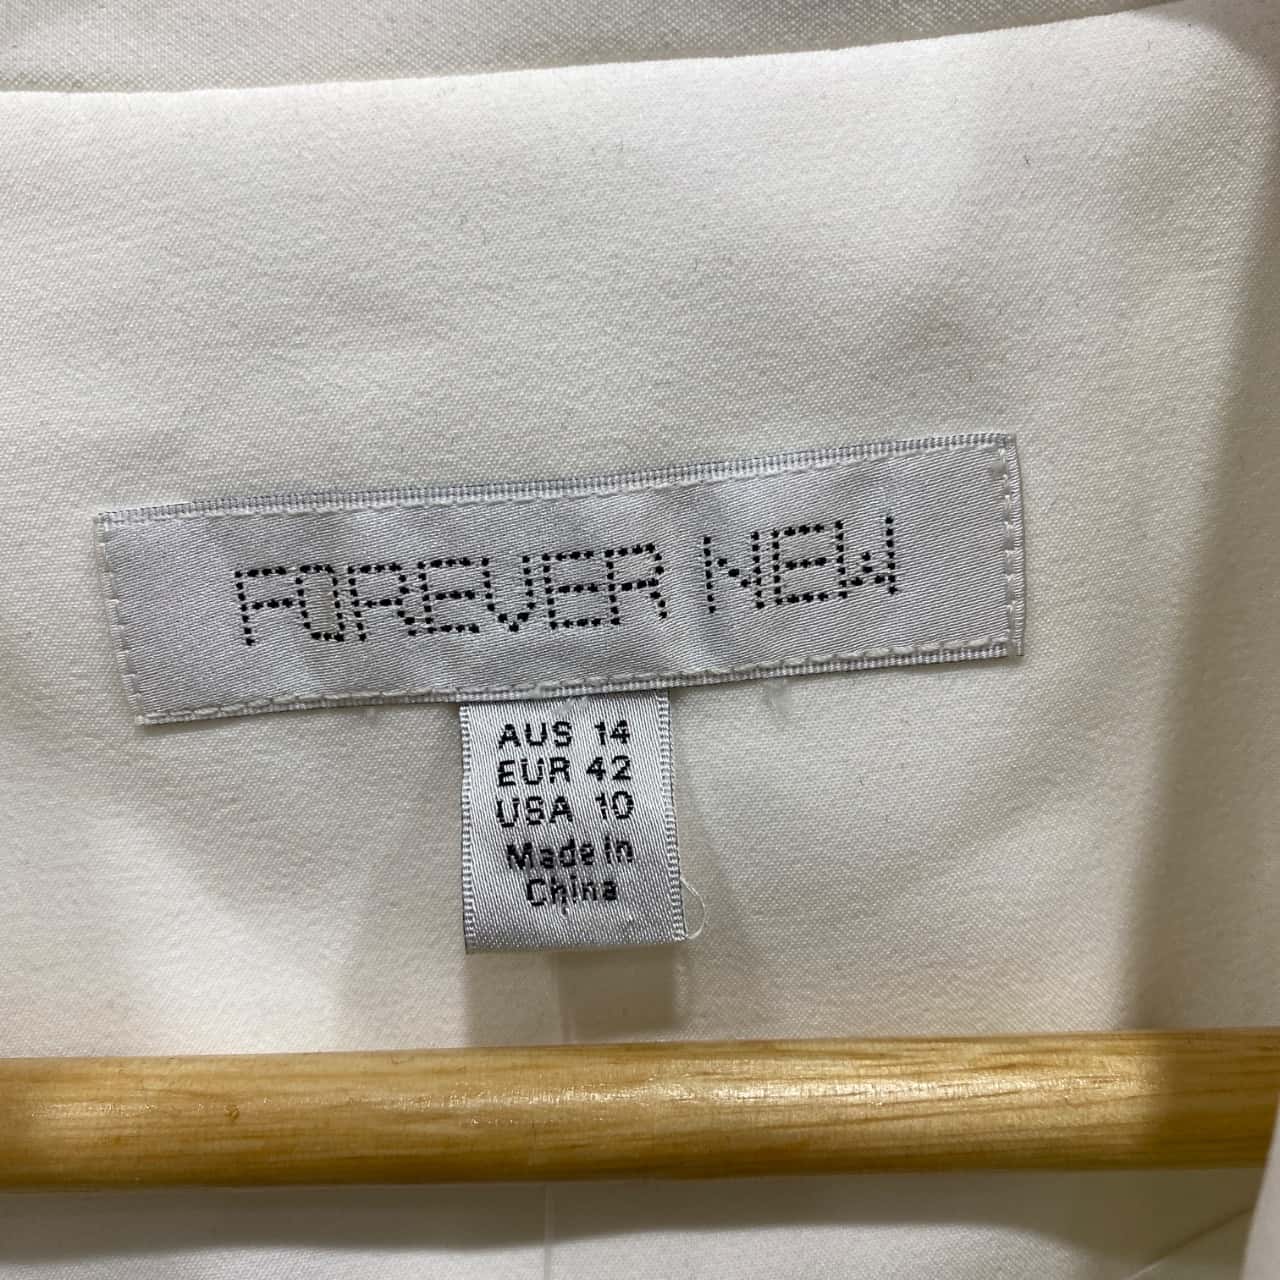 FOREVER NEW
AUS 14
EUR 42
USA 10
Made in
China